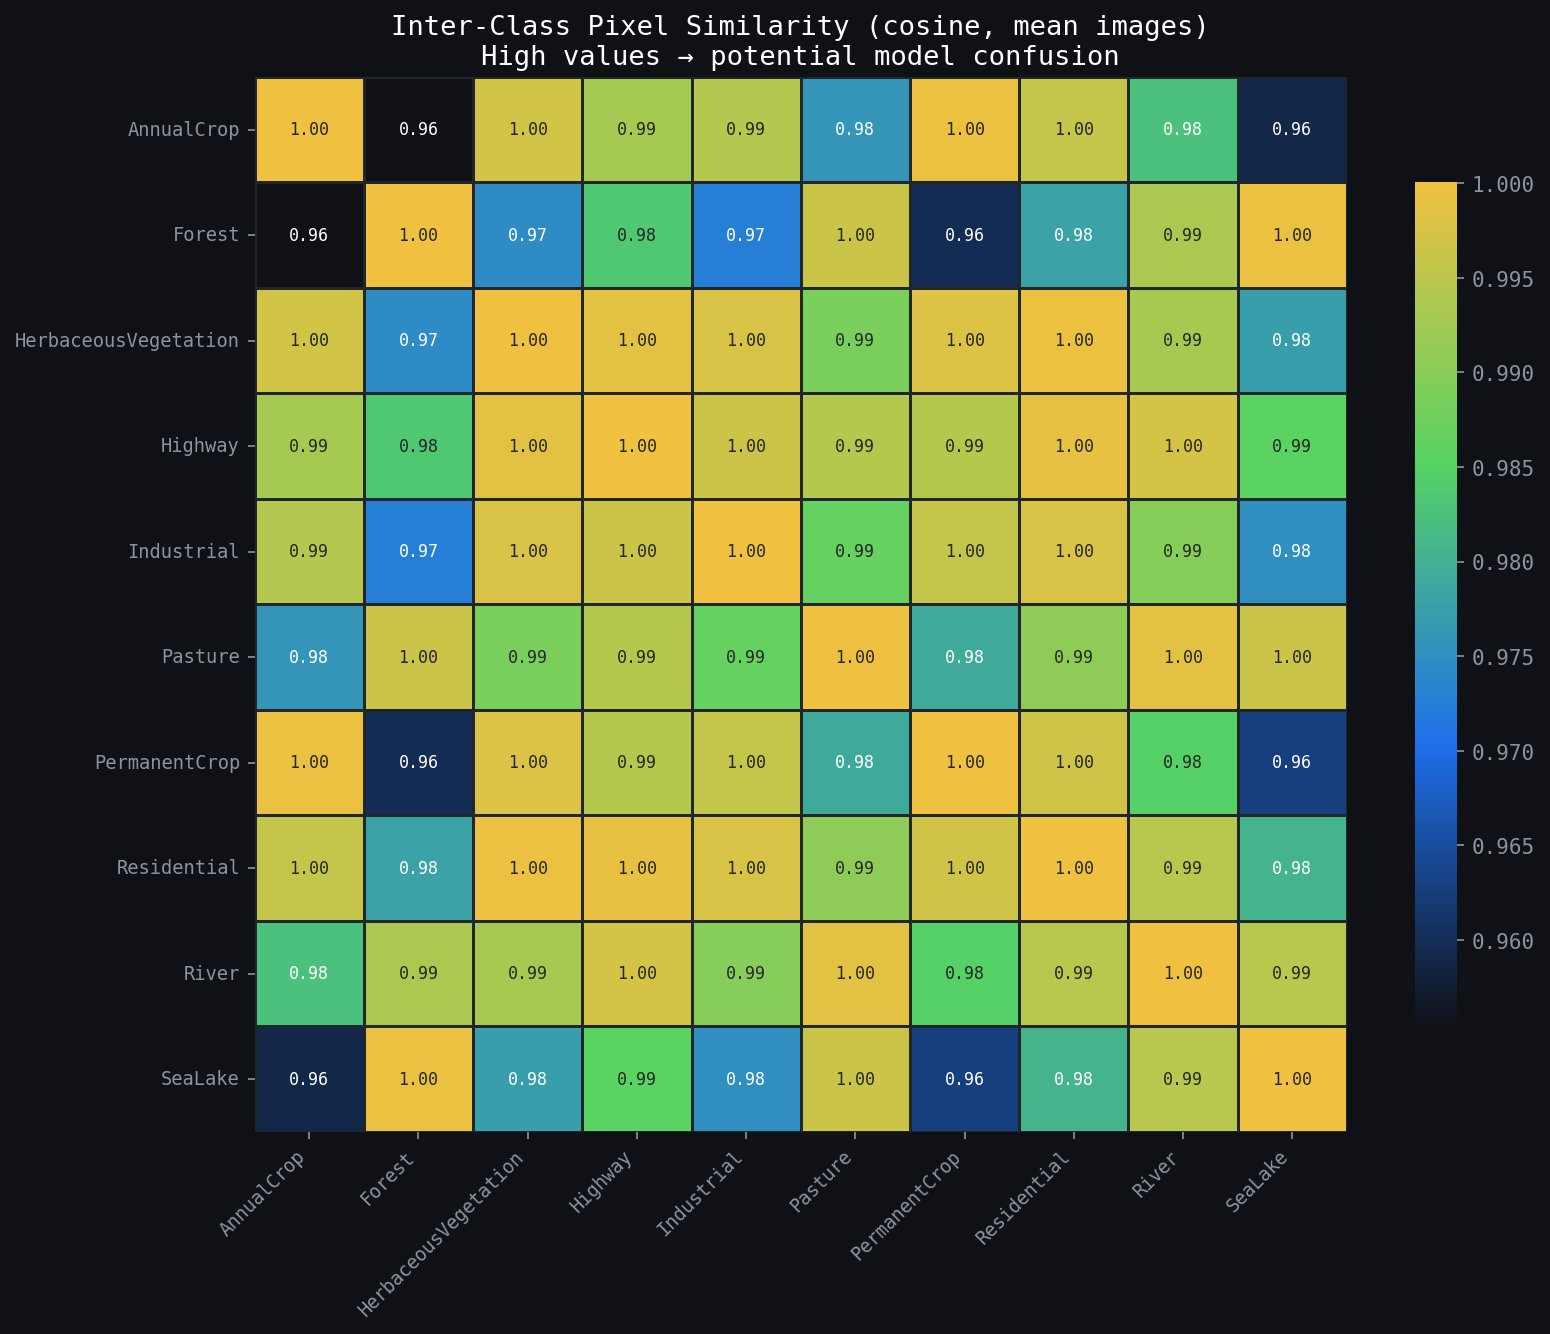 Inter-Class Pixel Similarity (cosine, mean images)
High values → potential model confusion
AnnualCrop 1.00 0.96 1.00 0.99 0.99 0.98 1.00 1.00 0.98 0.96
Forest 0.96 1.00 0.97 0.98 0.97 1.00 0.96 0.98 0.99 1.00
HerbaceousVegetation 1.00 0.97 1.00 1.00 1.00 0.99 1.00 1.00 0.99 0.98
Highway 0.99 0.98 1.00 1.00 1.00 0.99 0.99 1.00 1.00 0.99
Industrial 0.99 0.97 1.00 1.00 1.00 0.99 1.00 1.00 0.99 0.98
Pasture 0.98 1.00 0.99 0.99 0.99 1.00 0.98 0.99 1.00 1.00
PermanentCrop 1.00 0.96 1.00 0.99 1.00 0.98 1.00 1.00 0.98 0.96
Residential 1.00 0.98 1.00 1.00 1.00 0.99 1.00 1.00 0.99 0.98
River 0.98 0.99 0.99 1.00 0.99 1.00 0.98 0.99 1.00 0.99
SeaLake 0.96 1.00 0.98 0.99 0.98 1.00 0.96 0.98 0.99 1.00
AnnualCrop Forest HerbaceousVegetation Highway Industrial Pasture PermanentCrop Residential River SeaLake
1.000
0.995
0.990
0.985
0.980
0.975
0.970
0.965
0.960